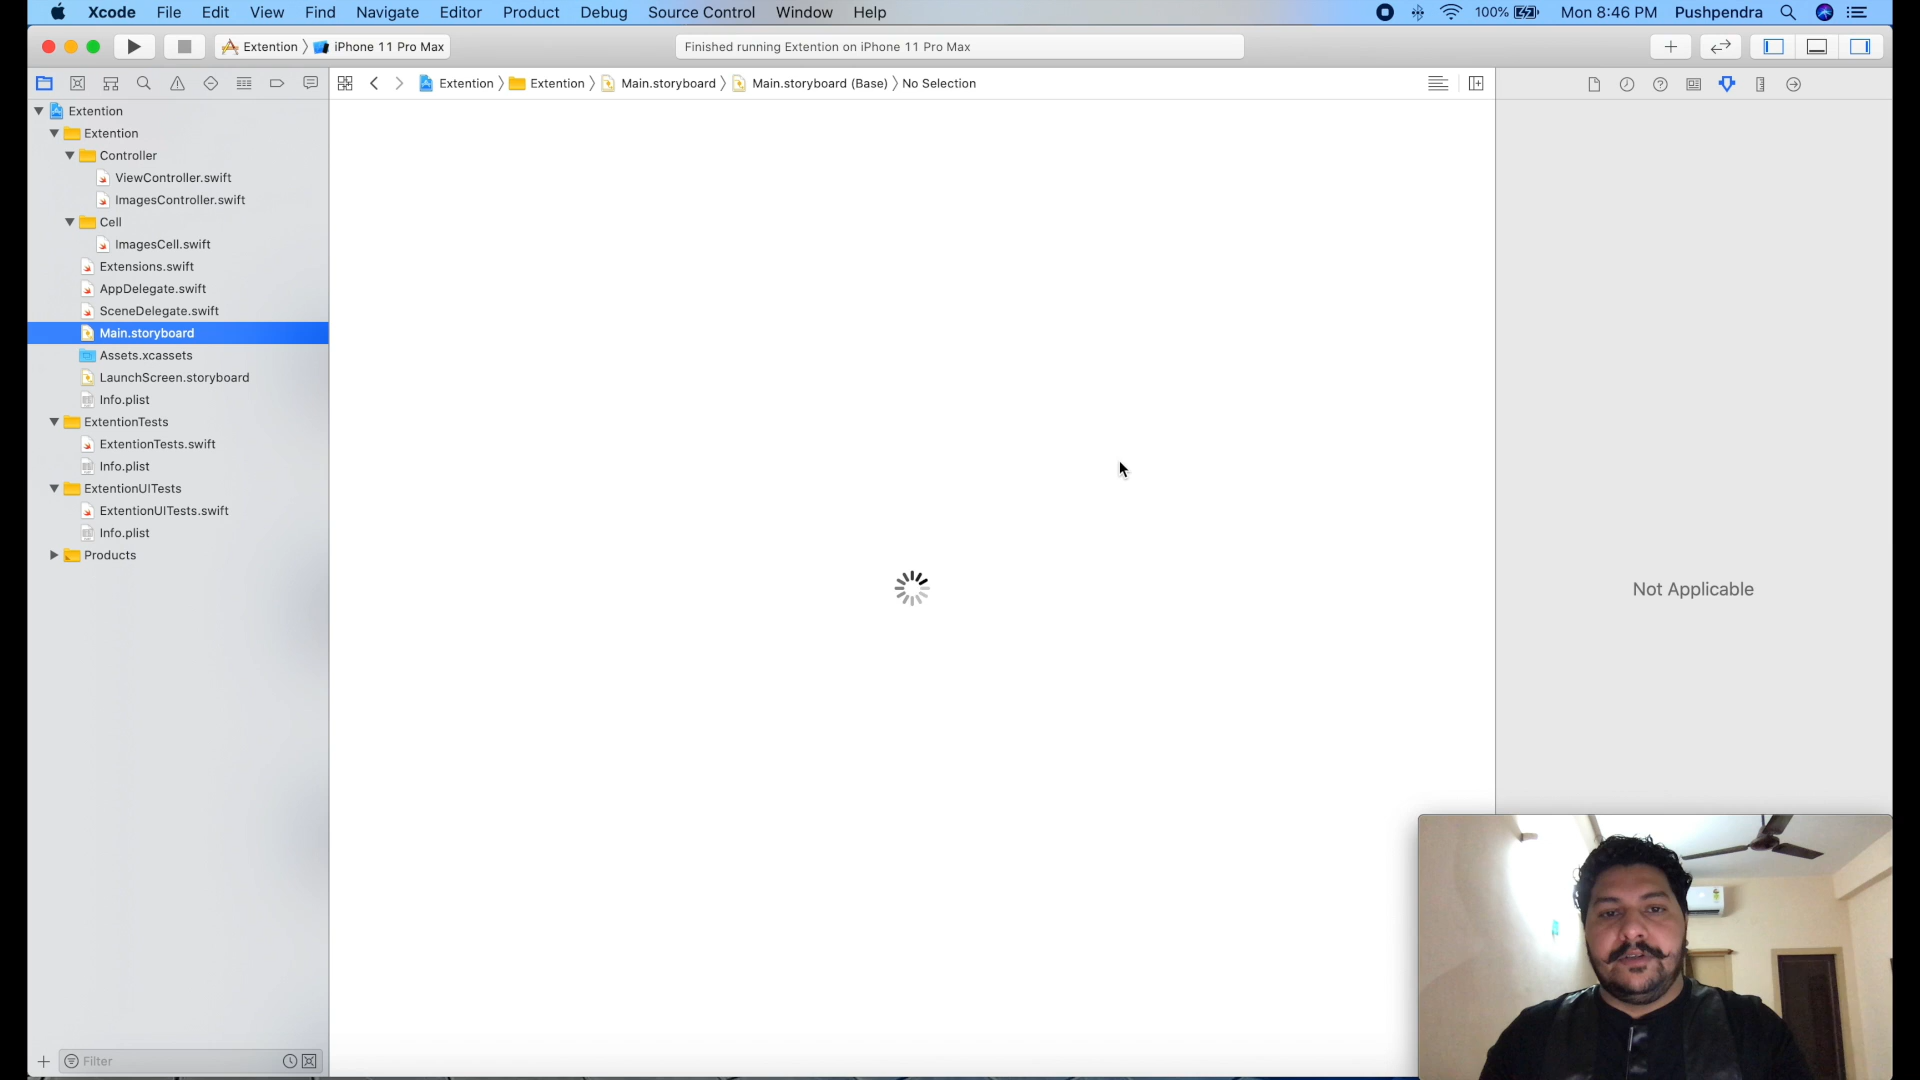 Xcode File Edit View Find Navigate Editor Product Debug Source Control Window Help 100% Mon 8:46 PM Pushpendra
Extention iPhone 11 Pro Max Finished running Extention on iPhone 11 Pro Max
Extention Extention Main.storyboard Main.storyboard (Base) No Selection
Extention
Extention
Controller
ViewController.swift
ImagesController.swift
Cell
ImagesCell.swift
Extensions.swift
AppDelegate.swift
SceneDelegate.swift
Main.storyboard
Assets.xcassets
LaunchScreen.storyboard
Info.plist
ExtentionTests
ExtentionTests.swift
Info.plist
ExtentionUITests
ExtentionUITests.swift
Info.plist
Products
Not Applicable
Filter